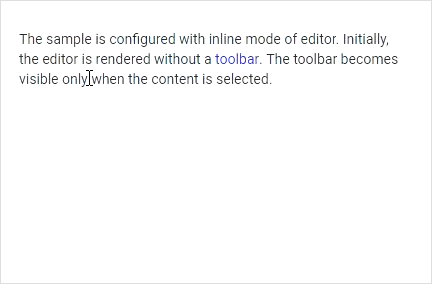 The sample is configured with inline mode of editor. Initially,
the editor is rendered without a toolbar. The toolbar becomes
visible only when the content is selected.